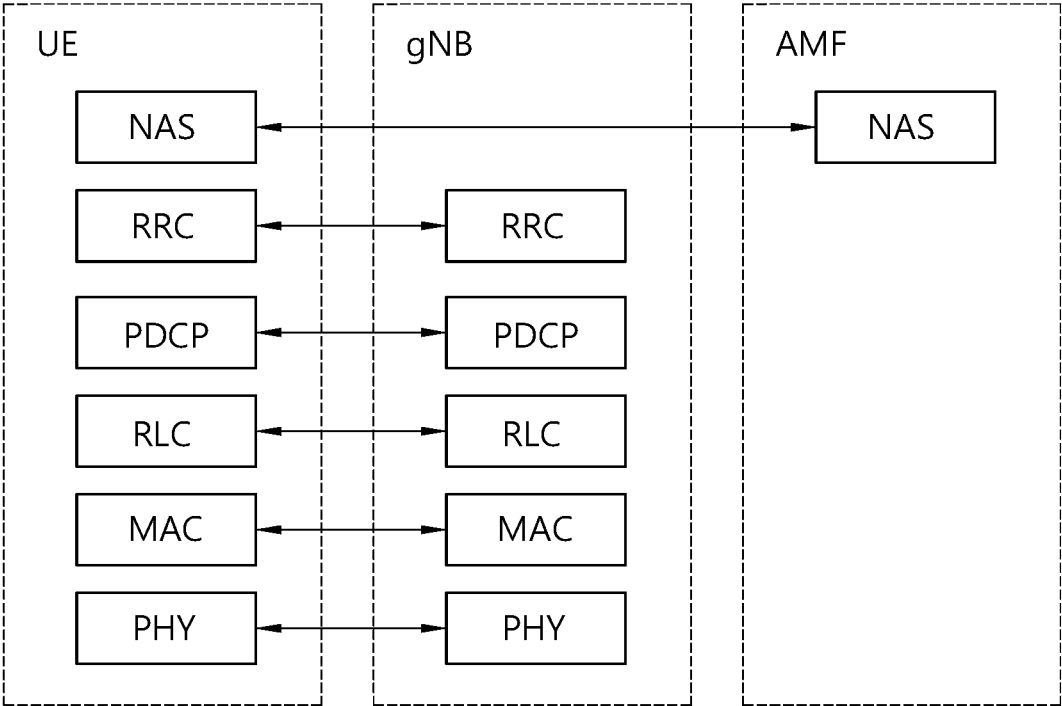 UE
gNB
AMF
NAS
NAS
RRC
RRC
PDCP
PDCP
RLC
RLC
MAC
MAC
PHY
PHY